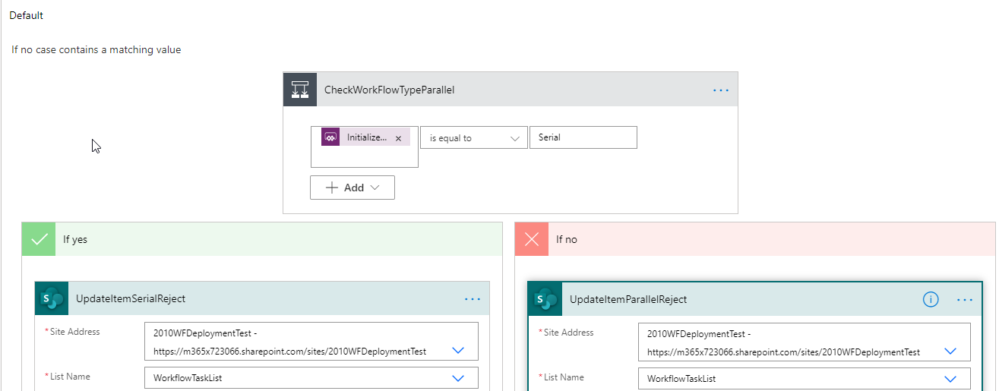 Default
If no case contains a matching value
CheckWorkFlowTypeParallel
Initialize... x
is equal to
Serial
Add
If yes
If no
UpdateItemSerialReject
UpdateItemParallelReject
*Site Address
2010WFDeploymentTest -
https://m365x723066.sharepoint.com/sites/2010WFDeploymentTest
*List Name
WorkflowTaskList
*Site Address
2010WFDeploymentTest -
https://m365x723066.sharepoint.com/sites/2010WFDeploymentTest
*List Name
WorkflowTaskList